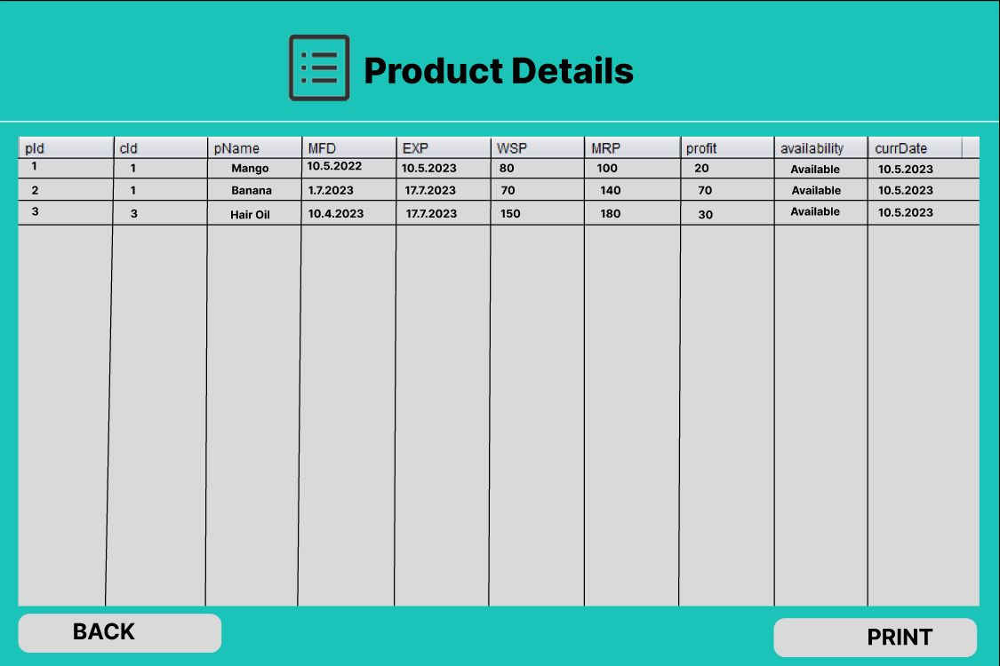 Product Details
pId cId pName MFD EXP WSP MRP profit availability currDate
1 1 Mango 10.5.2022 10.5.2023 80 100 20 Available 10.5.2023
2 1 Banana 1.7.2023 17.7.2023 70 140 70 Available 10.5.2023
3 3 Hair Oil 10.4.2023 17.7.2023 150 180 30 Available 10.5.2023
BACK PRINT